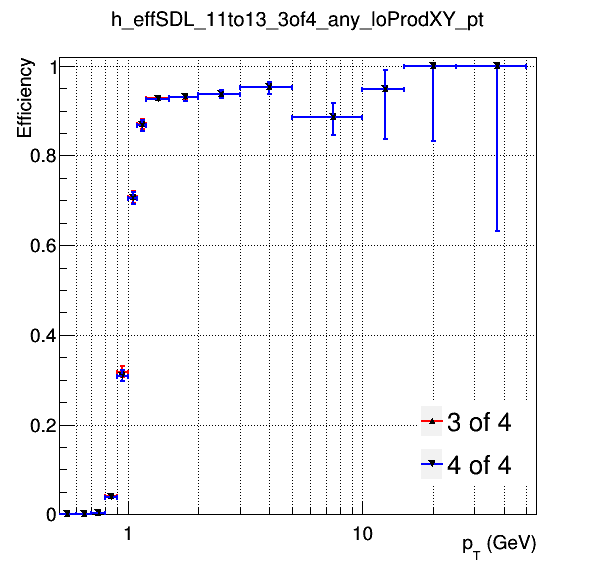 h_effSDL_11to13_3of4_any_loProdXY_pt
Efficiency
1
0.8
0.6
0.4
0.2
0
3 of 4
4 of 4
1
10
p_T (GeV)